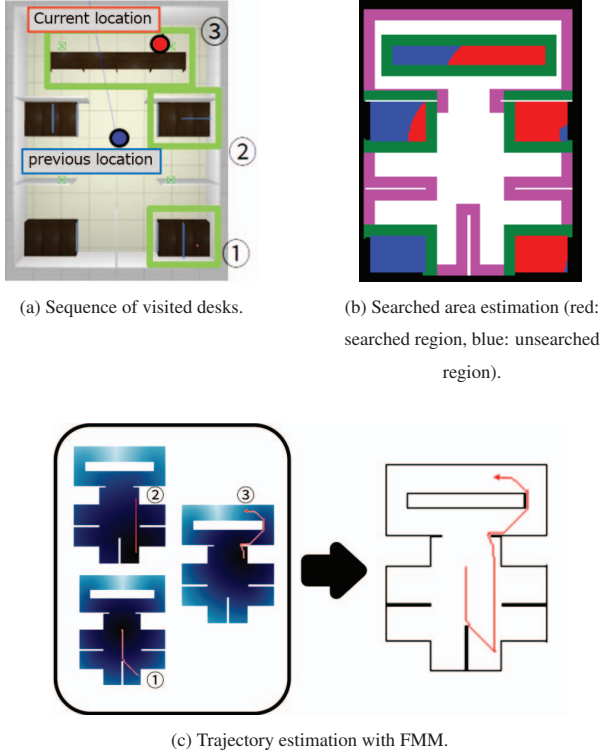 Current location
③
②
previous location
①
(a) Sequence of visited desks.
(b) Searched area estimation (red:
searched region, blue: unsearched
region).
②
③
①
(c) Trajectory estimation with FMM.